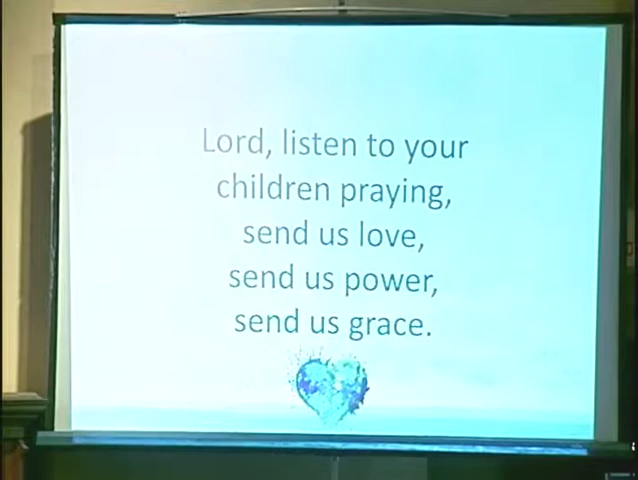 Lord, listen to your
children praying,
send us love,
send us power,
send us grace.